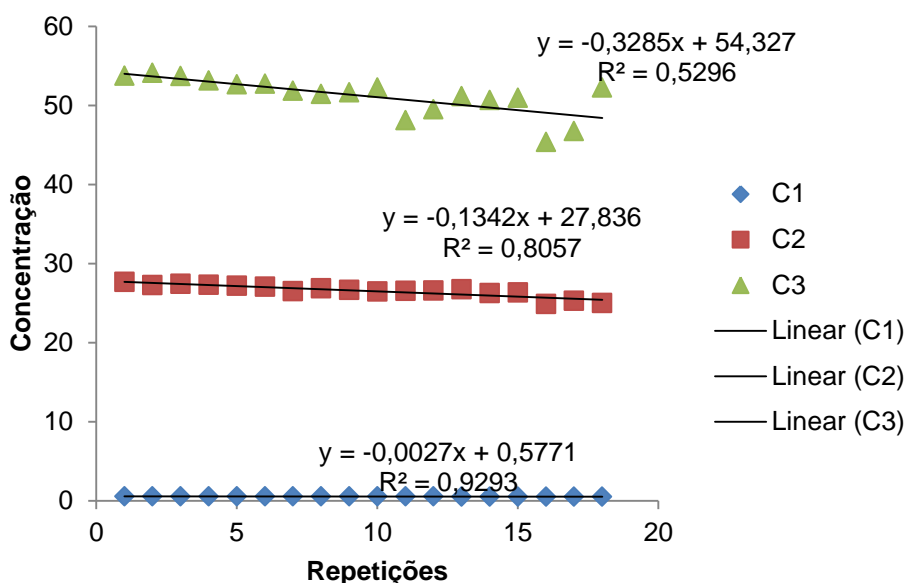 60
50
40
30
20
10
0
Concentração
y = -0,3285x + 54,327
R² = 0,5296
y = -0,1342x + 27,836
R² = 0,8057
y = -0,0027x + 0,5771
R² = 0,9293
0 5 10 15 20
Repetições
C1
C2
C3
Linear (C1)
Linear (C2)
Linear (C3)